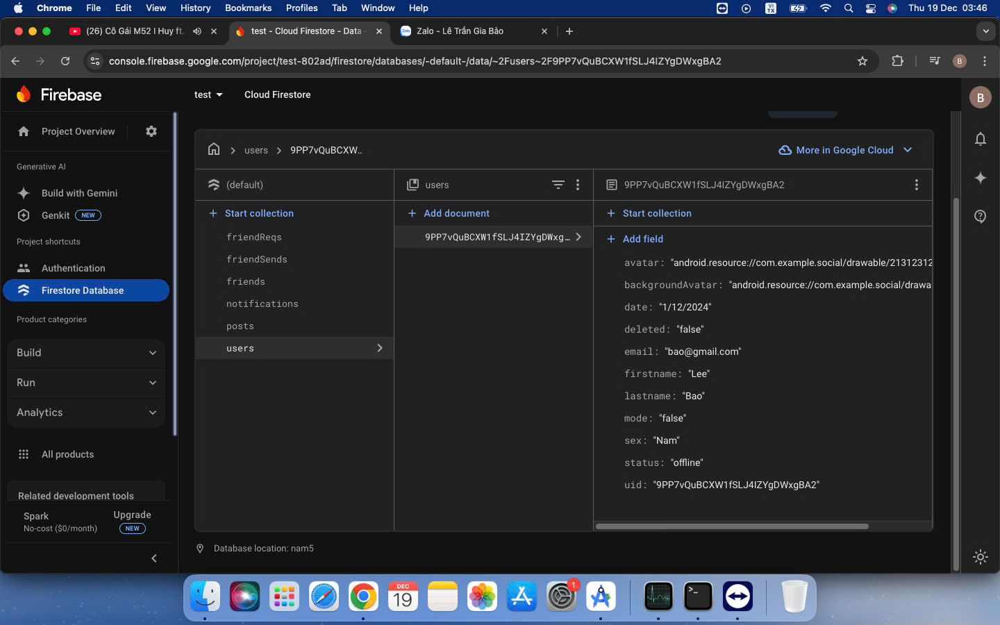 Chrome File Edit View History Bookmarks Profiles Tab Window Help
VI TX
Thu 19 Dec 03:46
(26) Cô Gái M52 I Huy ft.
test - Cloud Firestore - Data -
Zalo - Lê Trần Gia Bảo
console.firebase.google.com/project/test-802ad/firestore/databases/-default-/data/~2Fusers~2F9PP7vQuBCXW1fSLJ4IZYgDWxgBA2
B
Firebase
test
Cloud Firestore
B
Project Overview
Generative AI
Build with Gemini
Genkit NEW
Project shortcuts
Authentication
Firestore Database
Product categories
Build
Run
Analytics
All products
Related development tools
Spark
No-cost ($0/month)
Upgrade
NEW
users
9PP7vQuBCXW..
More in Google Cloud
(default)
Start collection
friendReqs
friendSends
friends
notifications
posts
users
users
Add document
9PP7vQuBCXW1fSLJ4IZYgDWxg…
9PP7vQuBCXW1fSLJ4IZYgDWxgBA2
Start collection
Add field
avatar: "android.resource://com.example.social/drawable/21312312
backgroundAvatar: "android.resource://com.example.social/drawa
date: "1/12/2024"
deleted: "false"
email: "bao@gmail.com"
firstname: "Lee"
lastname: "Bao"
mode: "false"
sex: "Nam"
status: "offline"
uid: "9PP7vQuBCXW1fSLJ4IZYgDWxgBA2"
Database location: nam5
DEC
19
1